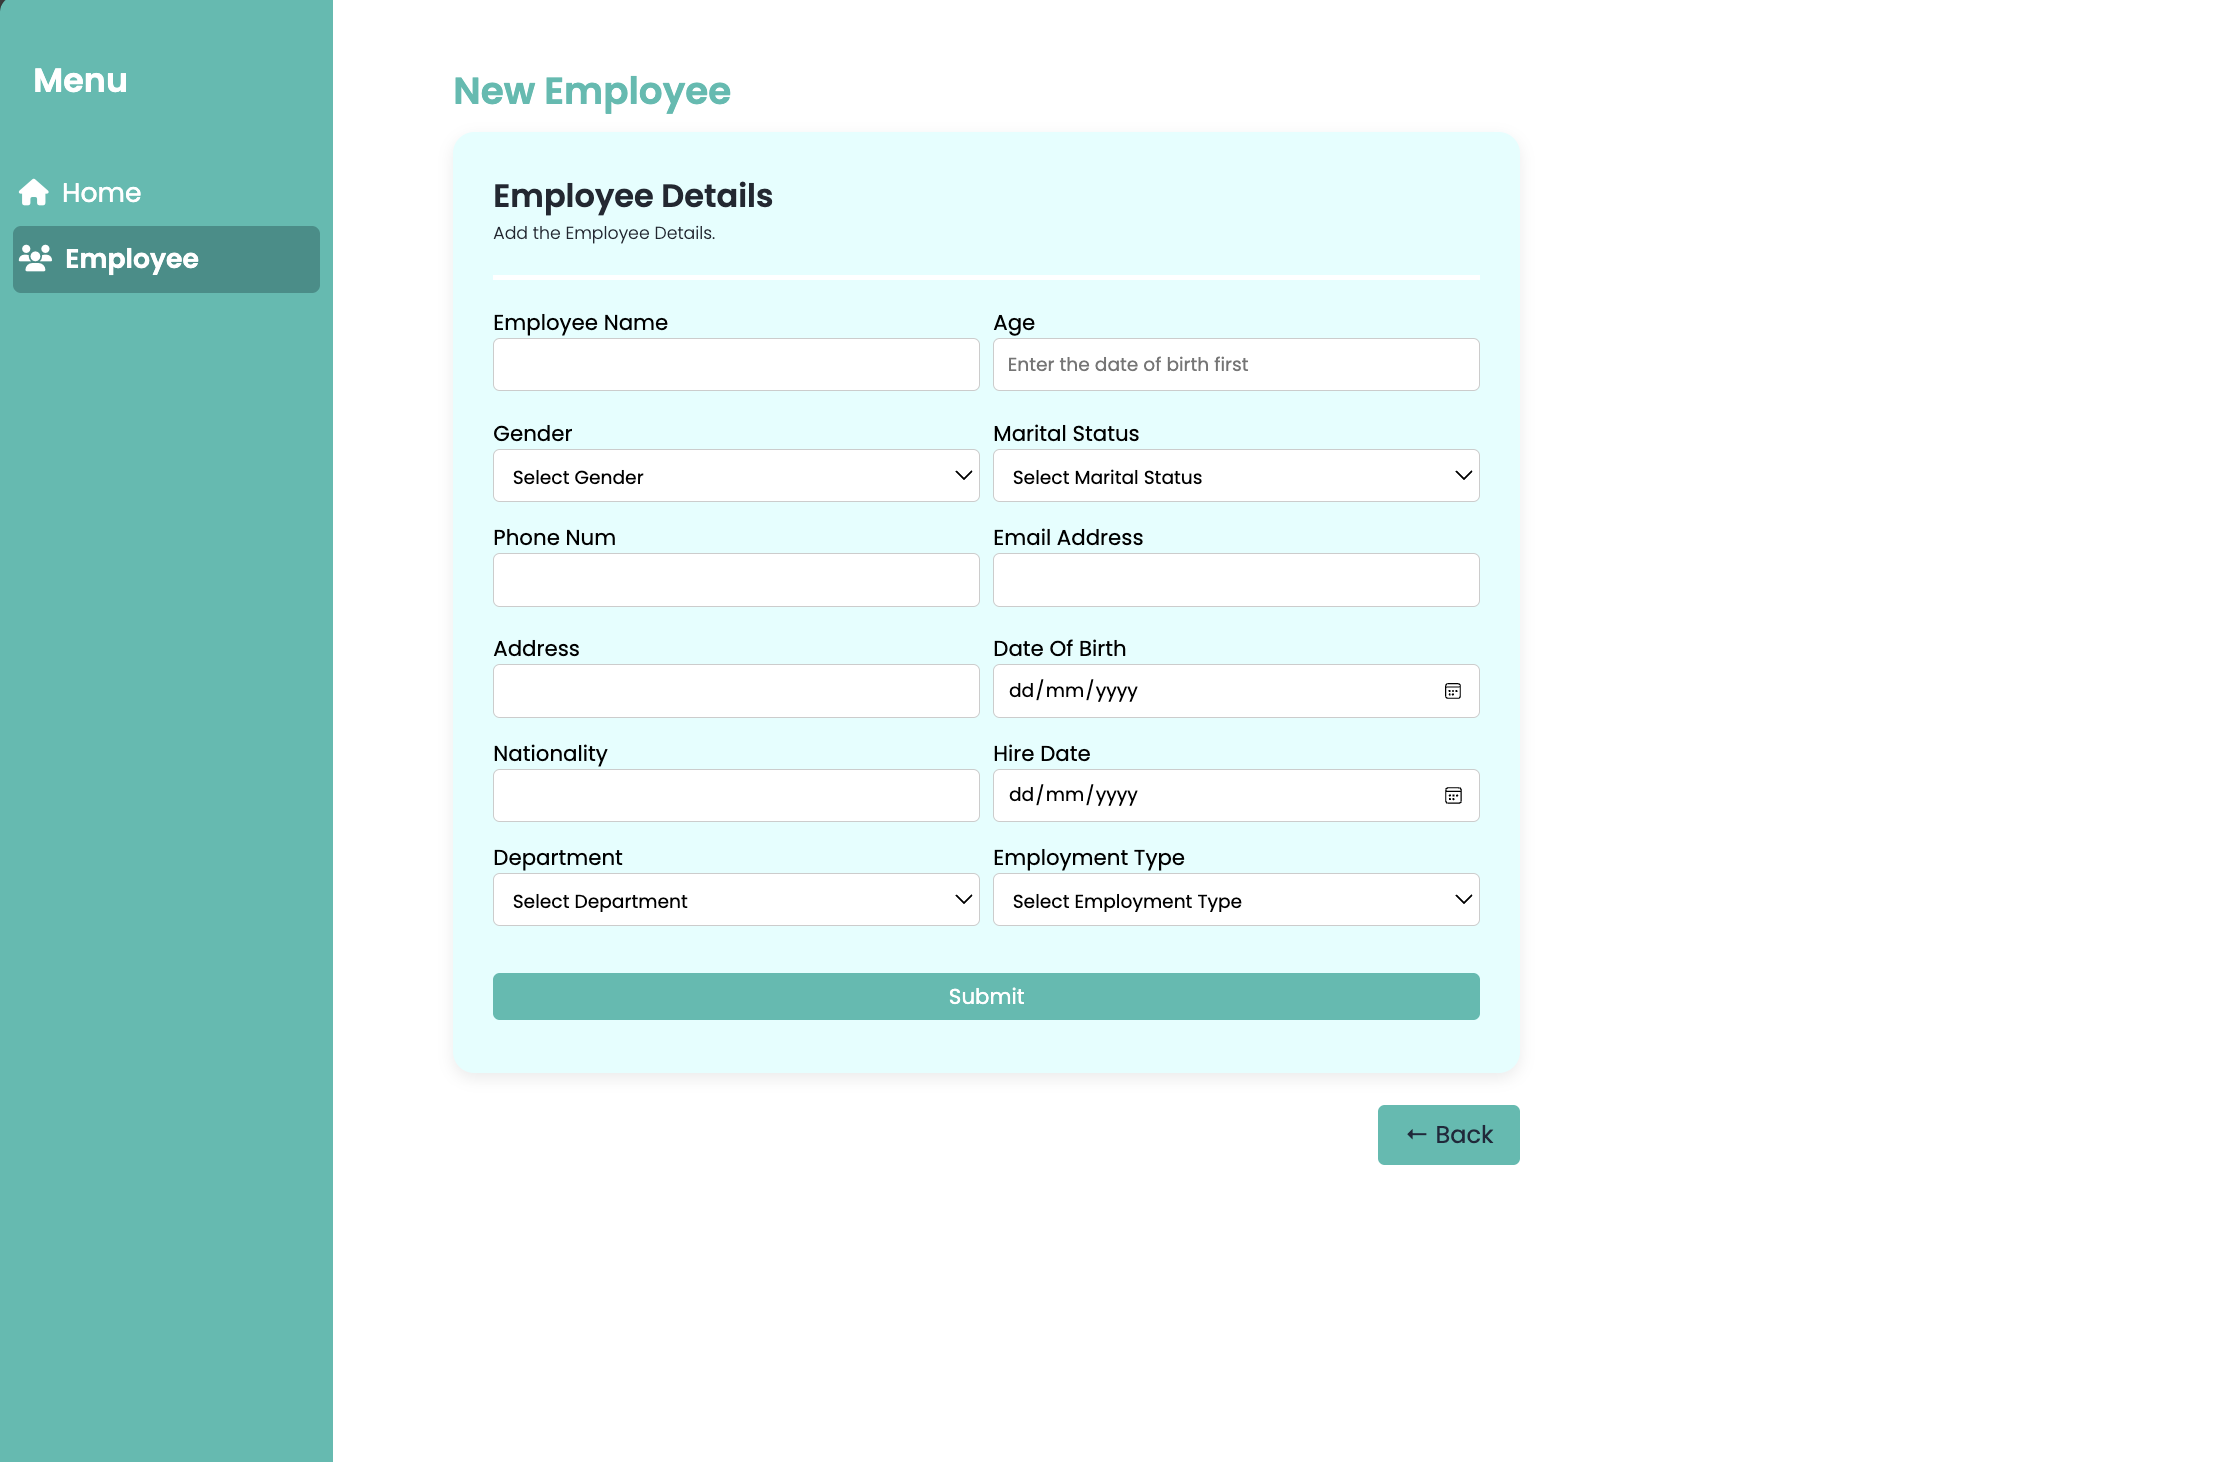 Menu
Home
Employee
New Employee
Employee Details
Add the Employee Details.
Employee Name
Age
Enter the date of birth first
Gender
Marital Status
Select Gender
Select Marital Status
Phone Num
Email Address
Address
Date Of Birth
dd/mm/yyyy
Nationality
Hire Date
dd/mm/yyyy
Department
Employment Type
Select Department
Select Employment Type
Submit
← Back